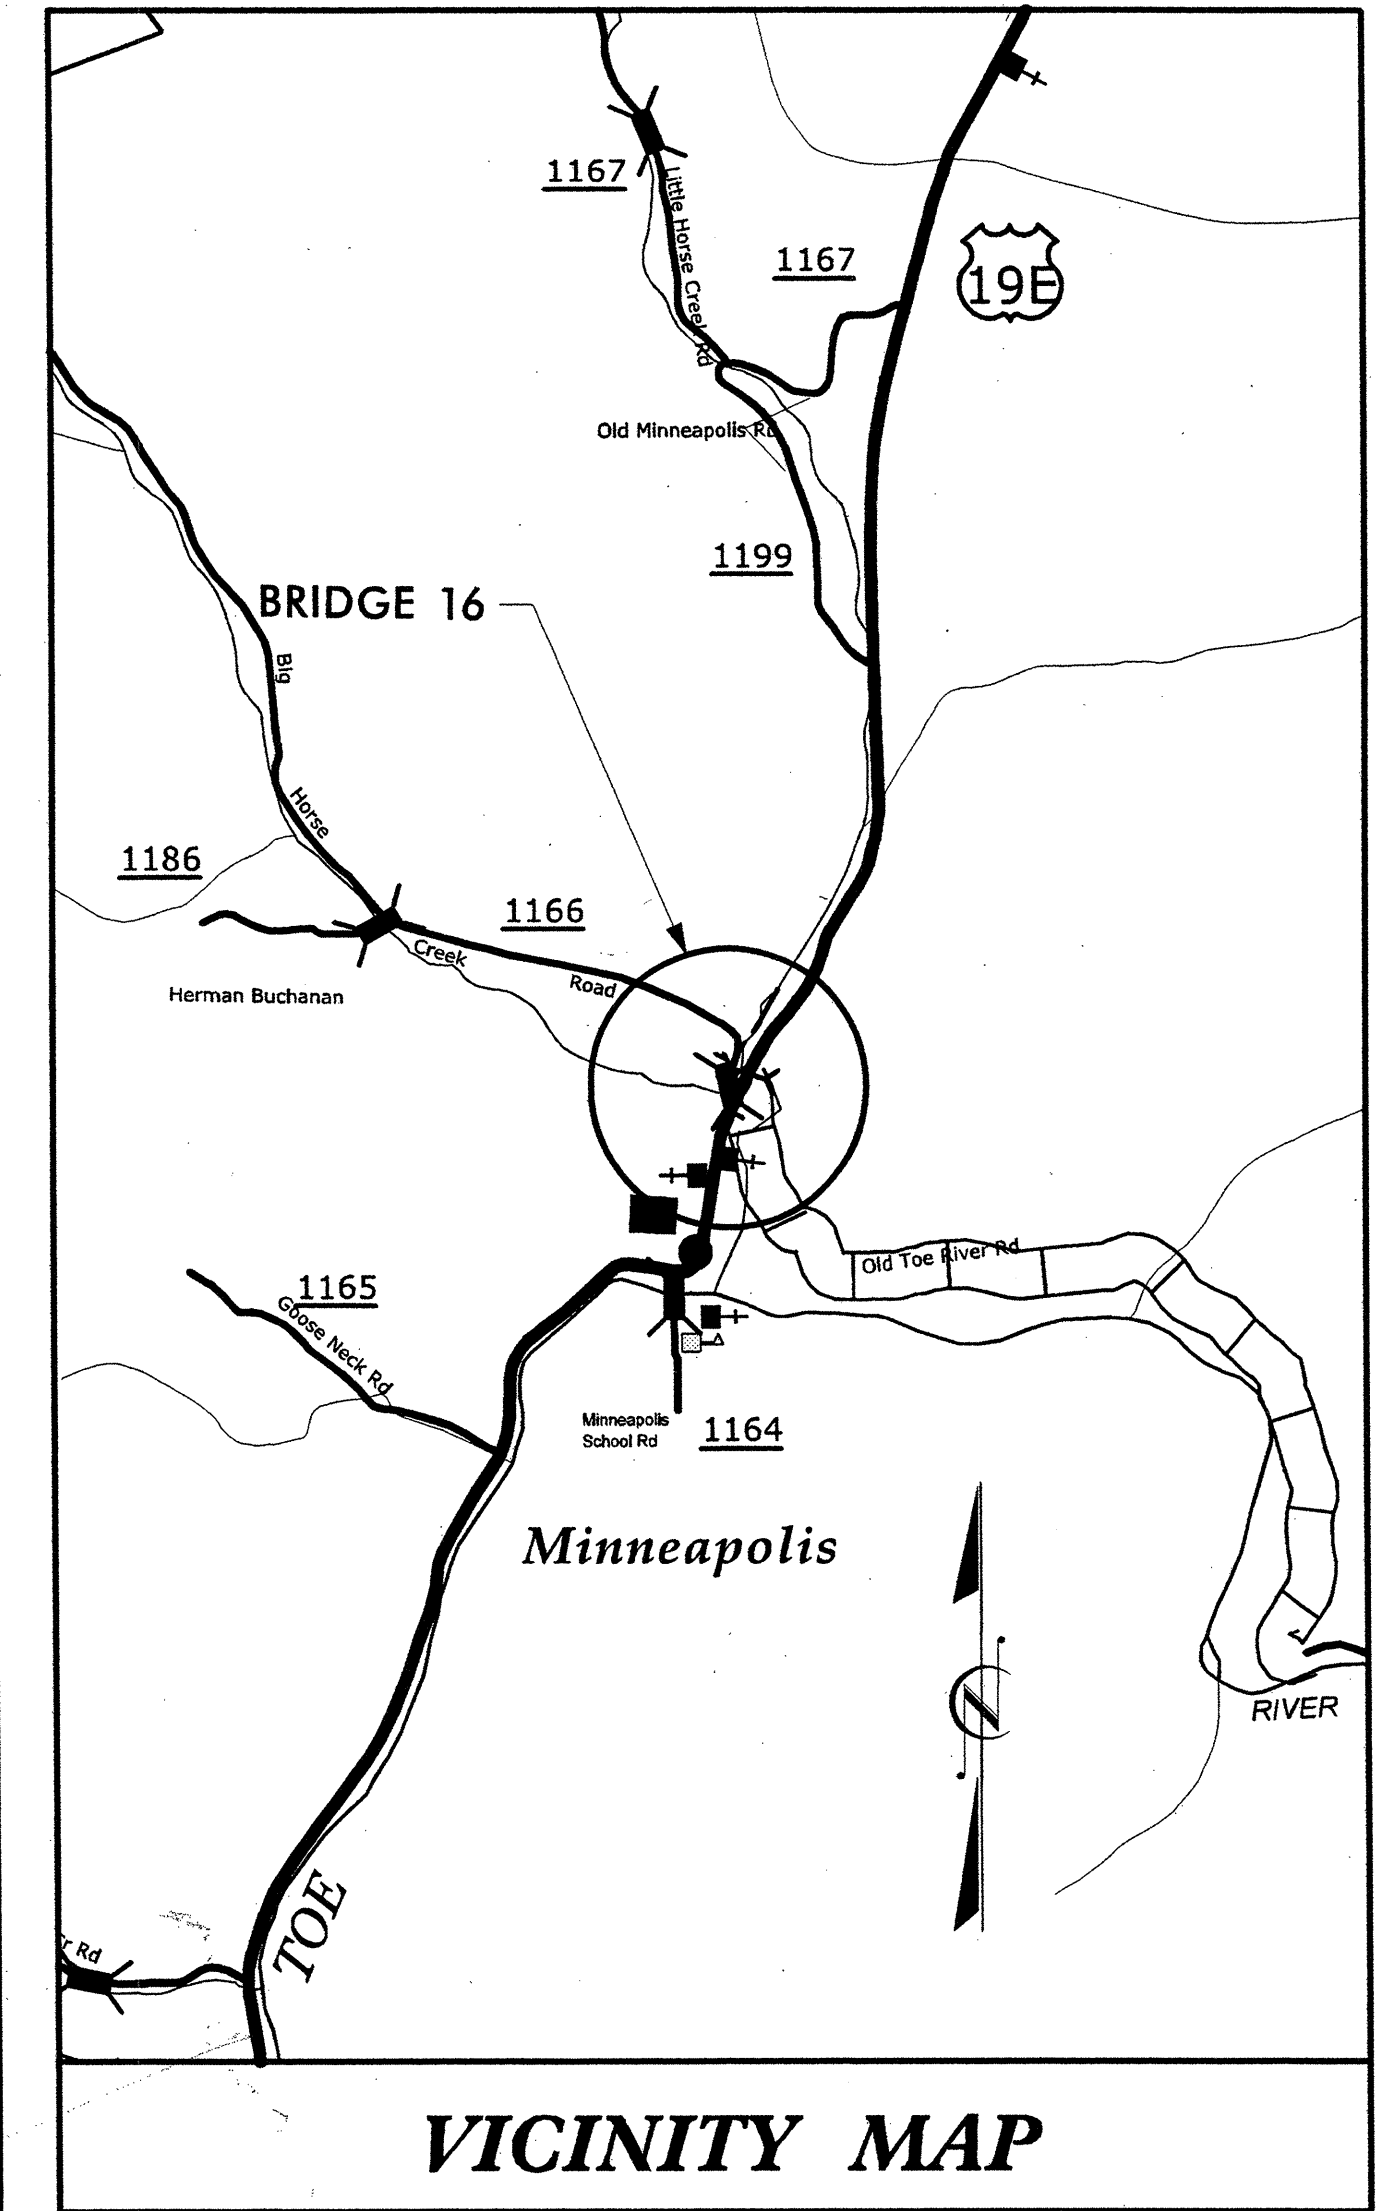 1167
Little Horse Creek Rd
1167
19E
Old Minneapolis Rd
1199
BRIDGE 16
Big
Horse
1186
1166
Creek
Road
Herman Buchanan
Old Toe River Rd
1165
Goose Neck Rd
Minneapolis
School Rd
1164
Minneapolis
N
RIVER
TOE
r Rd
VICINITY MAP